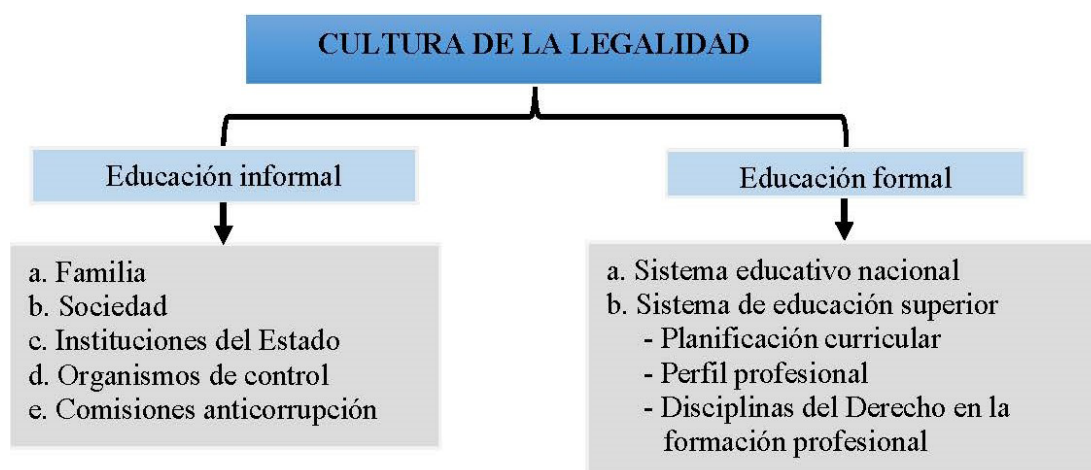 CULTURA DE LA LEGALIDAD
Educación informal
a. Familia
b. Sociedad
c. Instituciones del Estado
d. Organismos de control
e. Comisiones anticorrupción
Educación formal
a. Sistema educativo nacional
b. Sistema de educación superior
- Planificación curricular
- Perfil profesional
- Disciplinas del Derecho en la
formación profesional